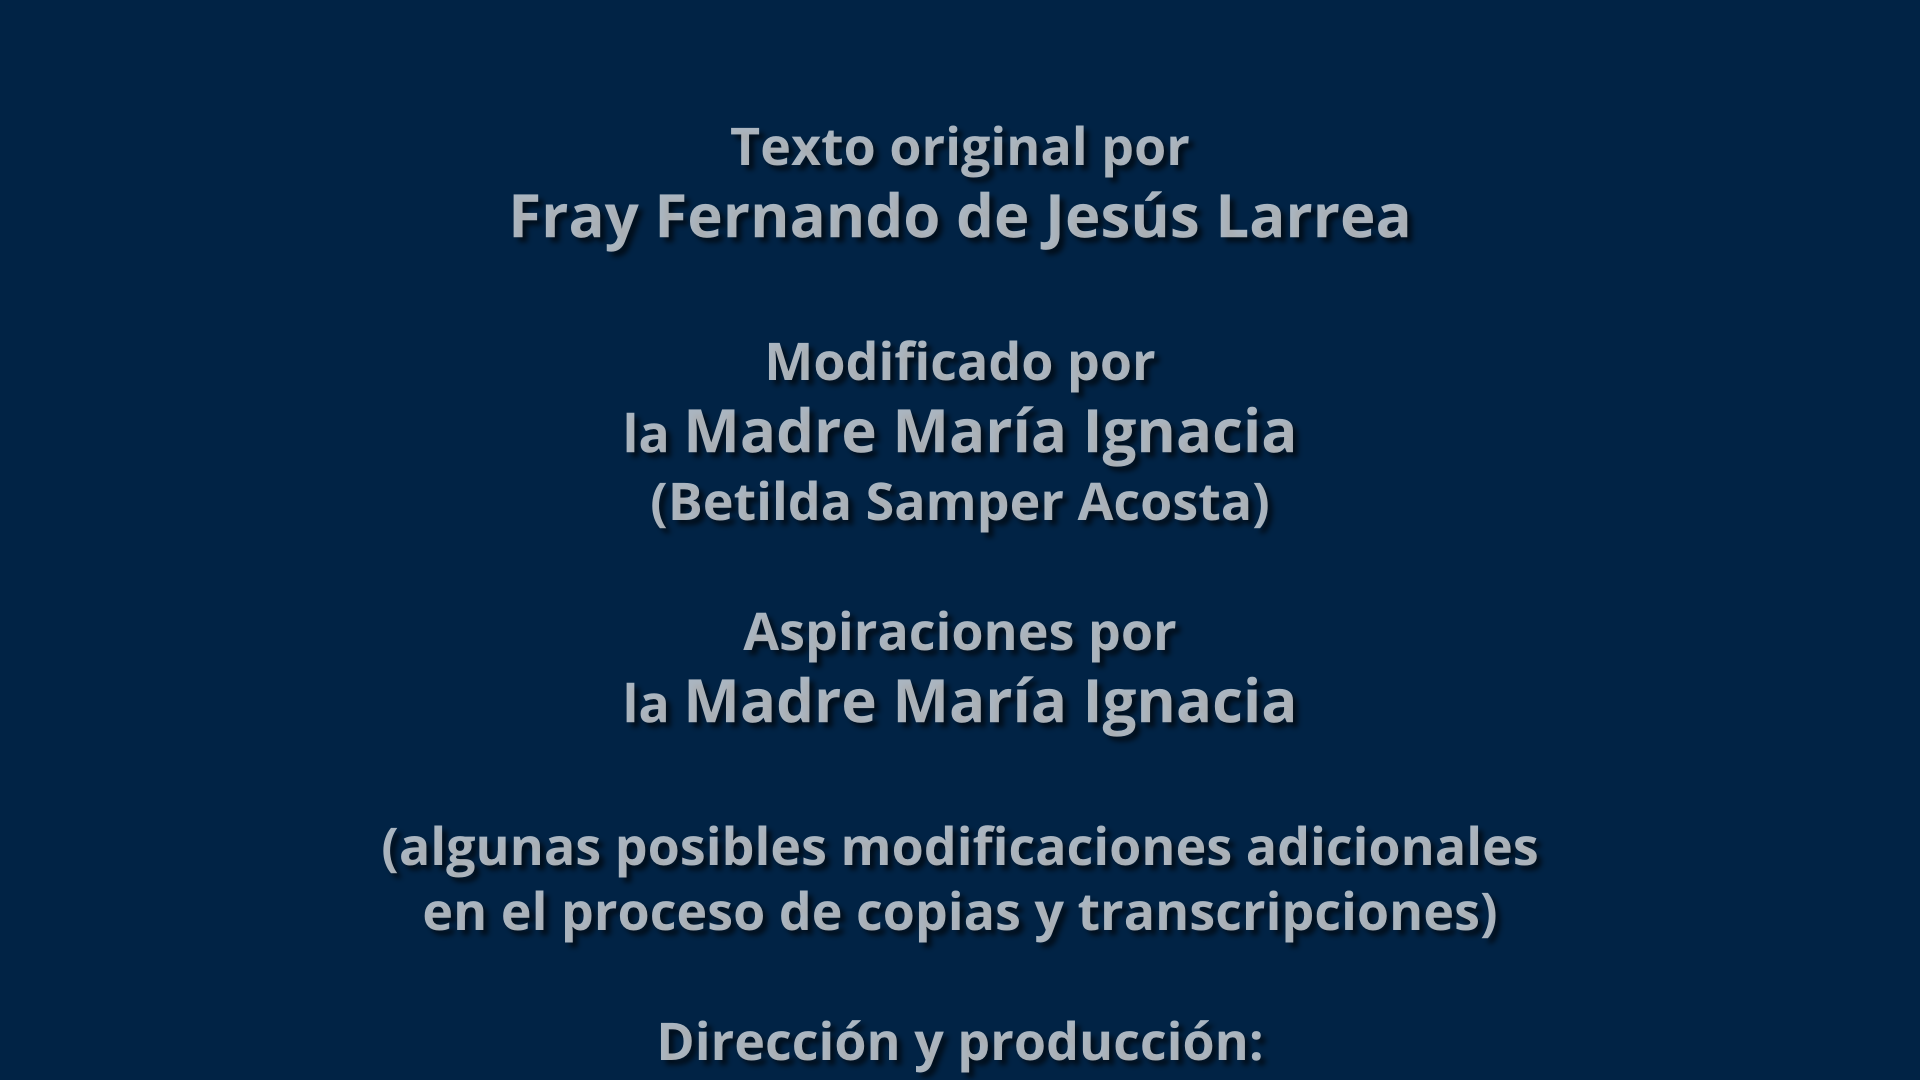 Texto original por
Fray Fernando de Jesús Larrea
Modificado por
la Madre María Ignacia
(Betilda Samper Acosta)
Aspiraciones por
la Madre María Ignacia
(algunas posibles modificaciones adicionales
en el proceso de copias y transcripciones)
Dirección y producción: